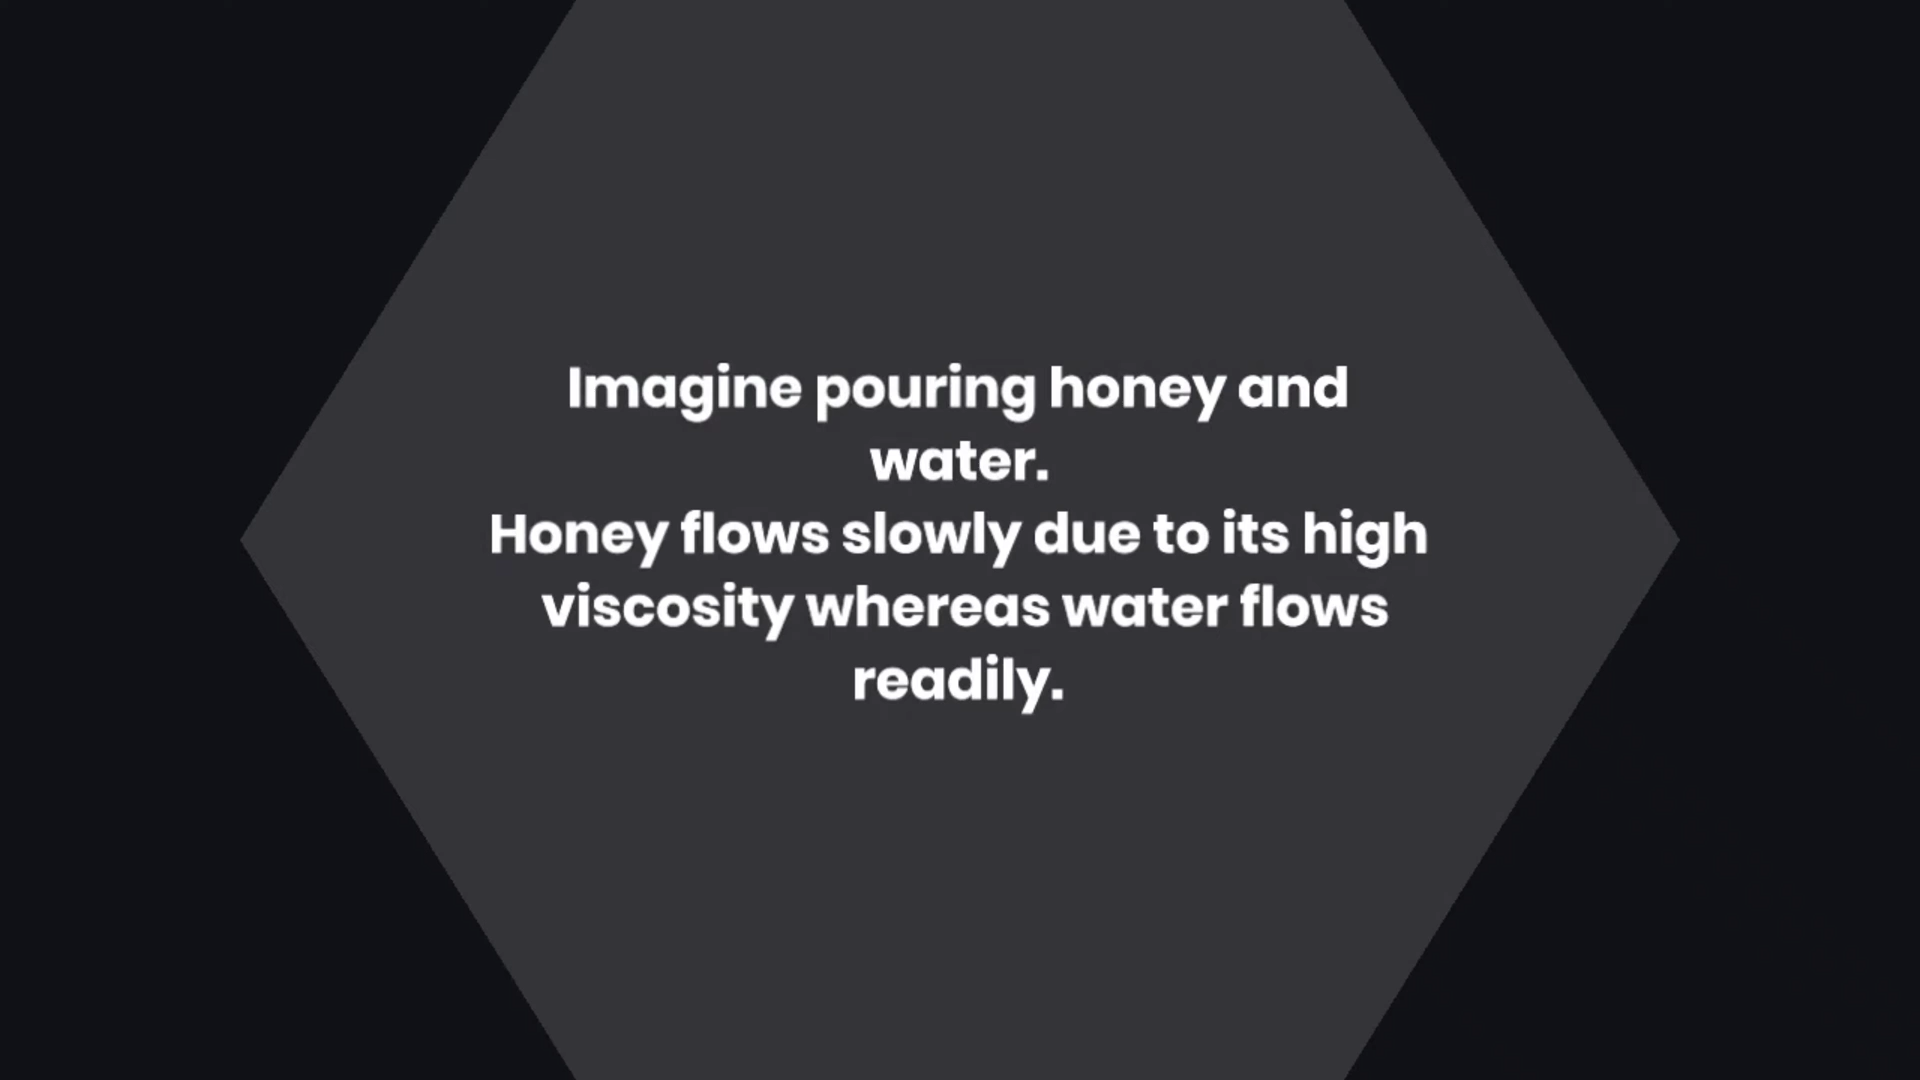 Imagine pouring honey and
water.
Honey flows slowly due to its high
viscosity whereas water flows
readily.